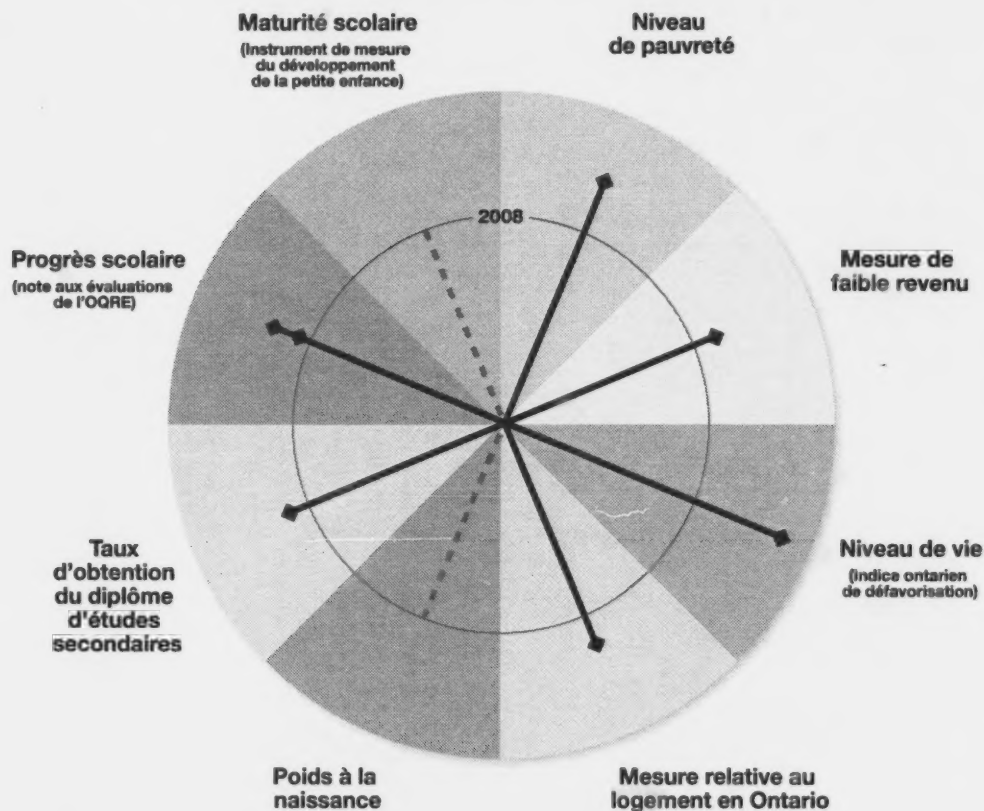 Maturité scolaire
(Instrument de mesure
du développement
de la petite enfance)
Niveau
de pauvreté
2008
Progrès scolaire
(note aux évaluations
de l'OQRE)
Mesure de
faible revenu
Taux
d'obtention
du diplôme
d'études
secondaires
Niveau de vie
(indice ontarien
de défavorisation)
Poids à la
naissance
Mesure relative au
logement en Ontario